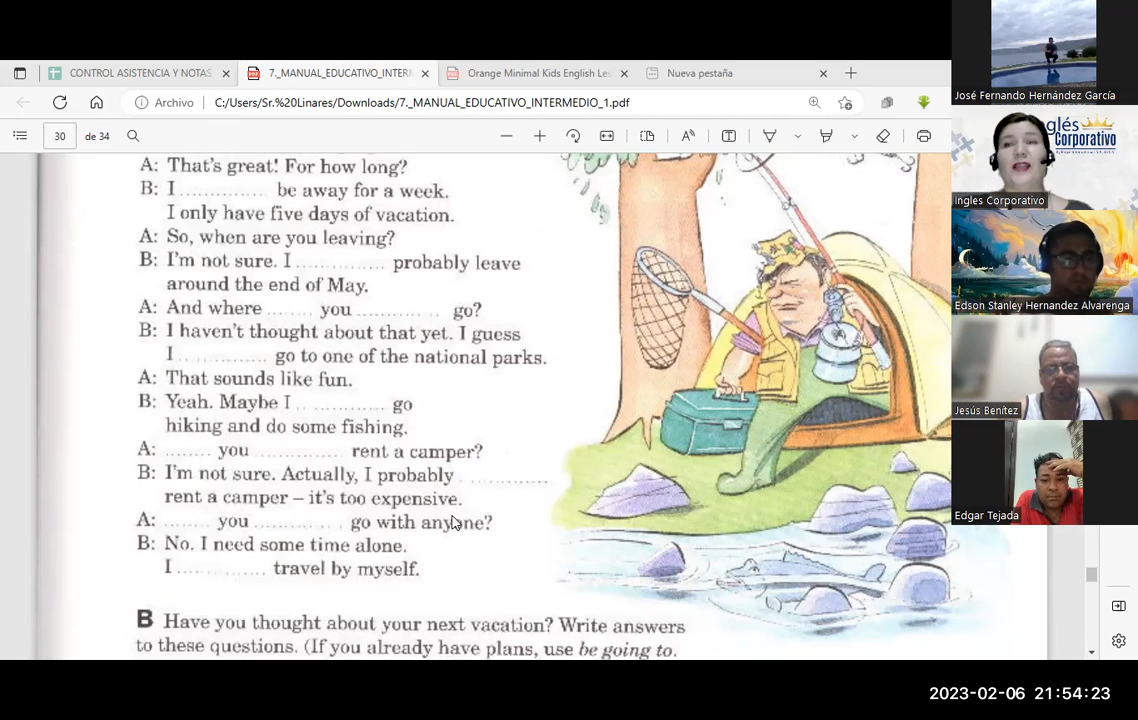 José Fernando Hernández García
CONTROL ASISTENCIA Y NOTAS
7._MANUAL_EDUCATIVO_INTERM
Orange Minimal Kids English Les
Nueva pestaña
Archivo
C:/Users/Sr.%20Linares/Downloads/7._MANUAL_EDUCATIVO_INTERMEDIO_1.pdf
30 de 34
A: That's great! For how long?
B: I .............. be away for a week.
I only have five days of vacation.
A: So, when are you leaving?
B: I'm not sure. I .............. probably leave
around the end of May.
A: And where ........ you .............. go?
B: I haven't thought about that yet. I guess
I .............. go to one of the national parks.
A: That sounds like fun.
B: Yeah. Maybe I .............. go
hiking and do some fishing.
A: ........ you .............. rent a camper?
B: I'm not sure. Actually, I probably ..............
rent a camper – it's too expensive.
A: ........ you .............. go with anyone?
B: No. I need some time alone.
I .............. travel by myself.
B Have you thought about your next vacation? Write answers
to these questions. (If you already have plans, use be going to.
Inglés
Corporativo
Ingles Corporativo
Edson Stanley Hernandez Alvarenga
Jesús Benítez
Edgar Tejada
2023-02-06 21:54:23